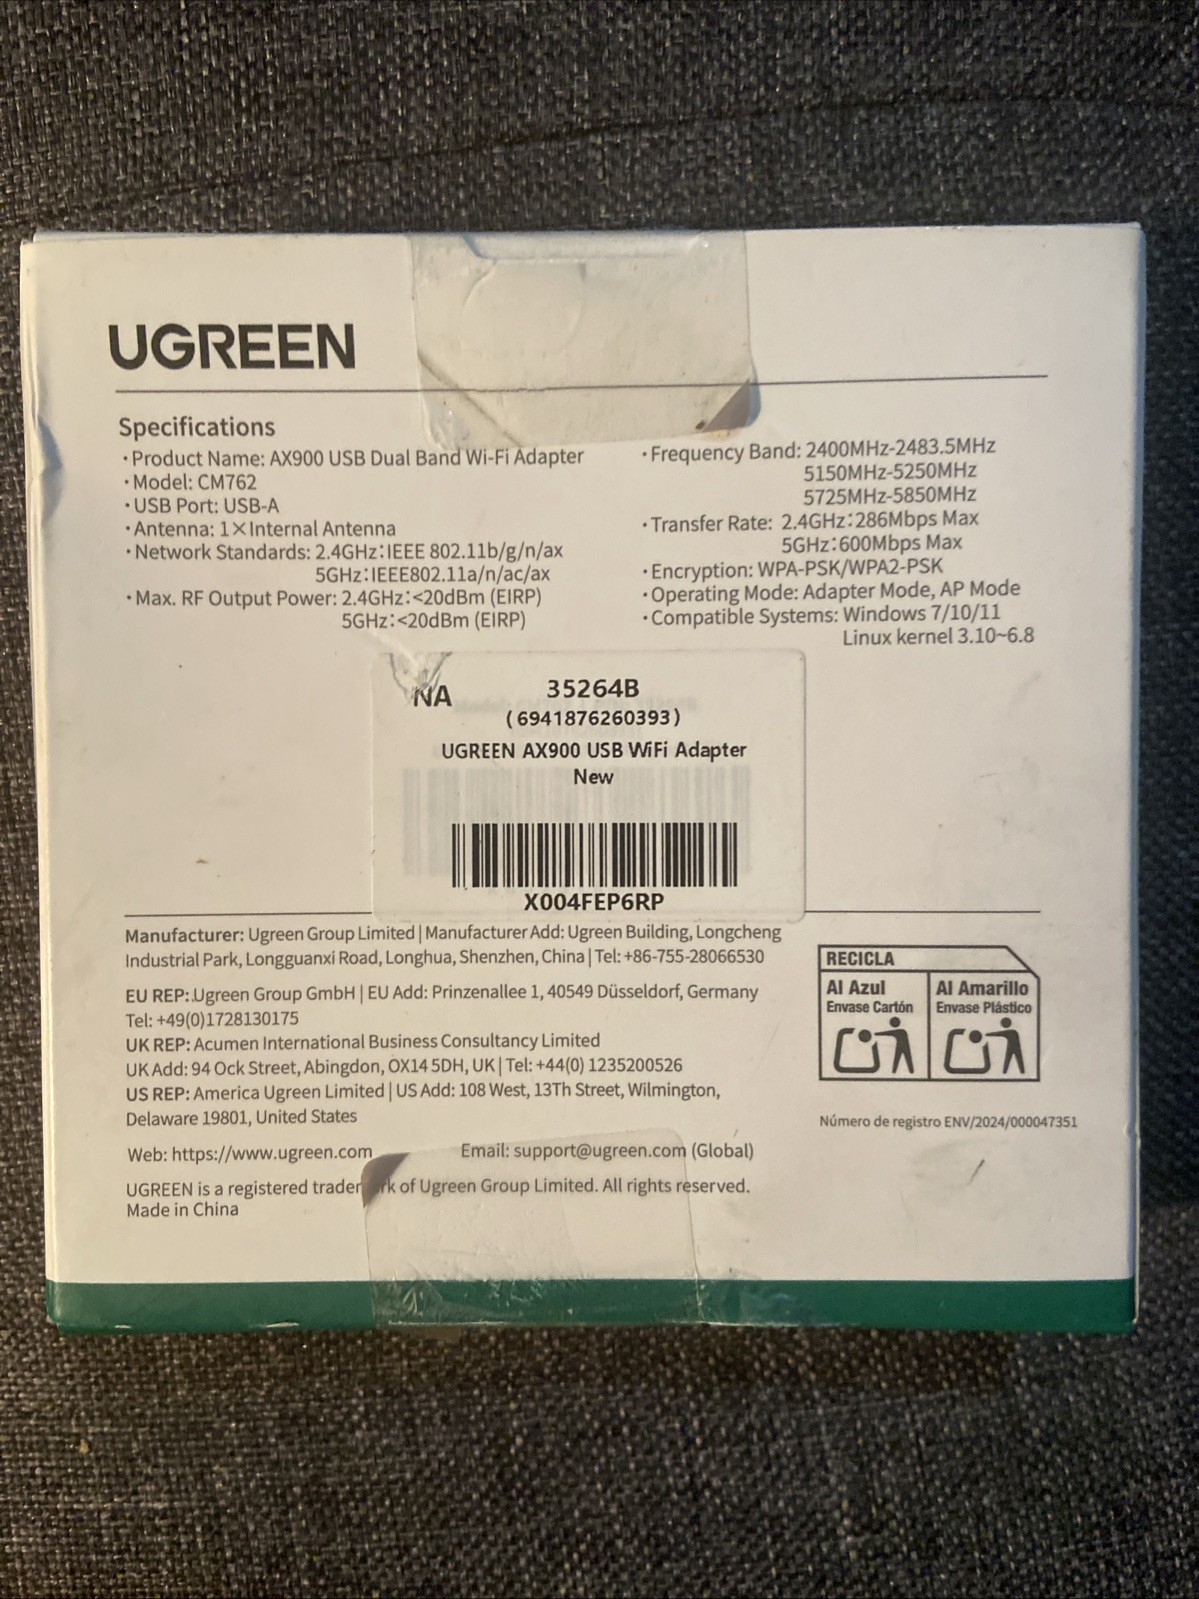 UGREEN
Specifications
·Product Name: AX900 USB Dual Band Wi-Fi Adapter
·Model: CM762
·USB Port: USB-A
·Antenna: 1×Internal Antenna
·Network Standards: 2.4GHz:IEEE 802.11b/g/n/ax
5GHz:IEEE802.11a/n/ac/ax
·Max. RF Output Power: 2.4GHz:<20dBm (EIRP)
5GHz:<20dBm (EIRP)
·Frequency Band: 2400MHz-2483.5MHz
5150MHz-5250MHz
5725MHz-5850MHz
·Transfer Rate: 2.4GHz:286Mbps Max
5GHz:600Mbps Max
·Encryption: WPA-PSK/WPA2-PSK
·Operating Mode: Adapter Mode, AP Mode
·Compatible Systems: Windows 7/10/11
Linux kernel 3.10~6.8
NA 35264B
(6941876260393)
UGREEN AX900 USB WiFi Adapter
New
X004FEP6RP
Manufacturer: Ugreen Group Limited | Manufacturer Add: Ugreen Building, Longcheng
Industrial Park, Longguanxi Road, Longhua, Shenzhen, China | Tel: +86-755-28066530
EU REP:.Ugreen Group GmbH | EU Add: Prinzenallee 1, 40549 Düsseldorf, Germany
Tel: +49(0)1728130175
UK REP: Acumen International Business Consultancy Limited
UK Add: 94 Ock Street, Abingdon, OX14 5DH, UK | Tel: +44(0) 1235200526
US REP: America Ugreen Limited | US Add: 108 West, 13Th Street, Wilmington,
Delaware 19801, United States
Web: https://www.ugreen.com Email: support@ugreen.com (Global)
UGREEN is a registered of Ugreen Group Limited. All rights reserved.
Made in China
RECICLA
Al Azul
Envase Cartón
Al Amarillo
Envase Plástico
Número de registro ENV/2024/000047351